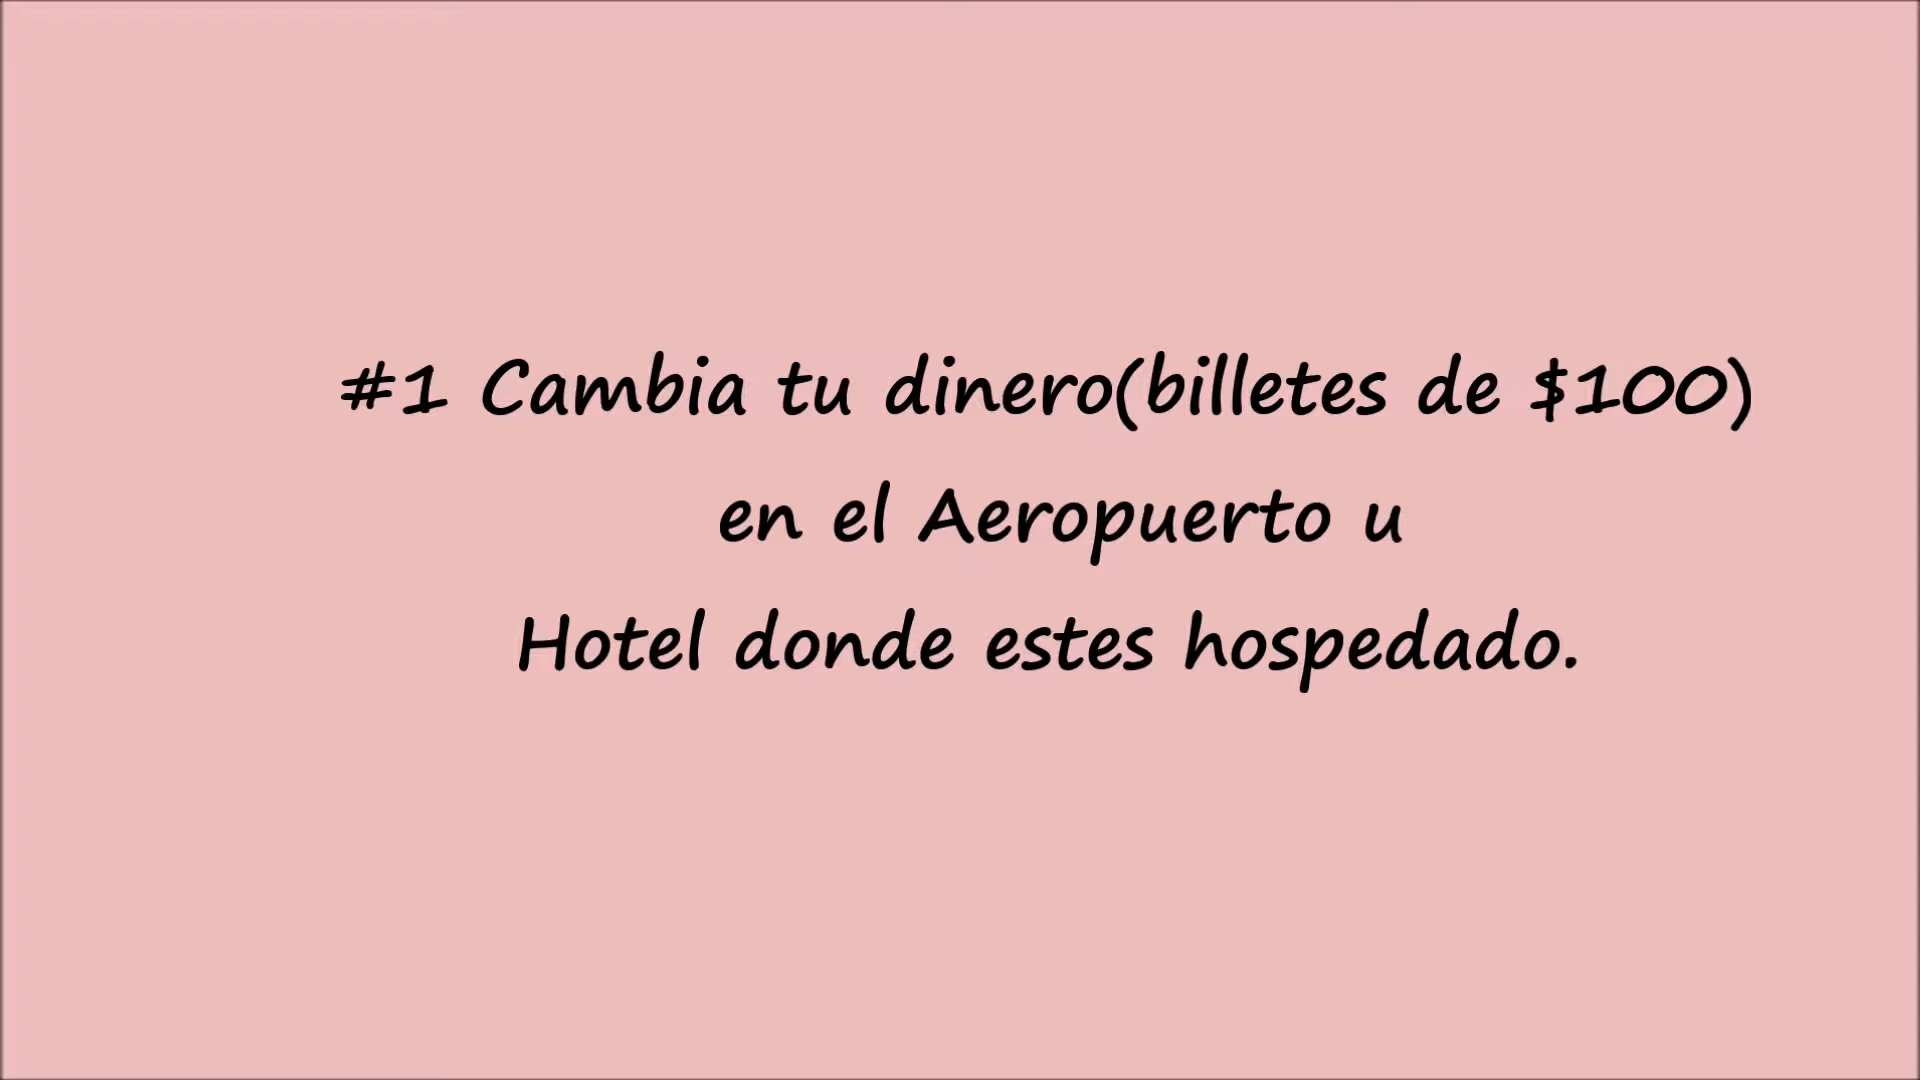 #1 Cambia tu dinero(billetes de $100)
en el Aeropuerto u
Hotel donde estes hospedado.